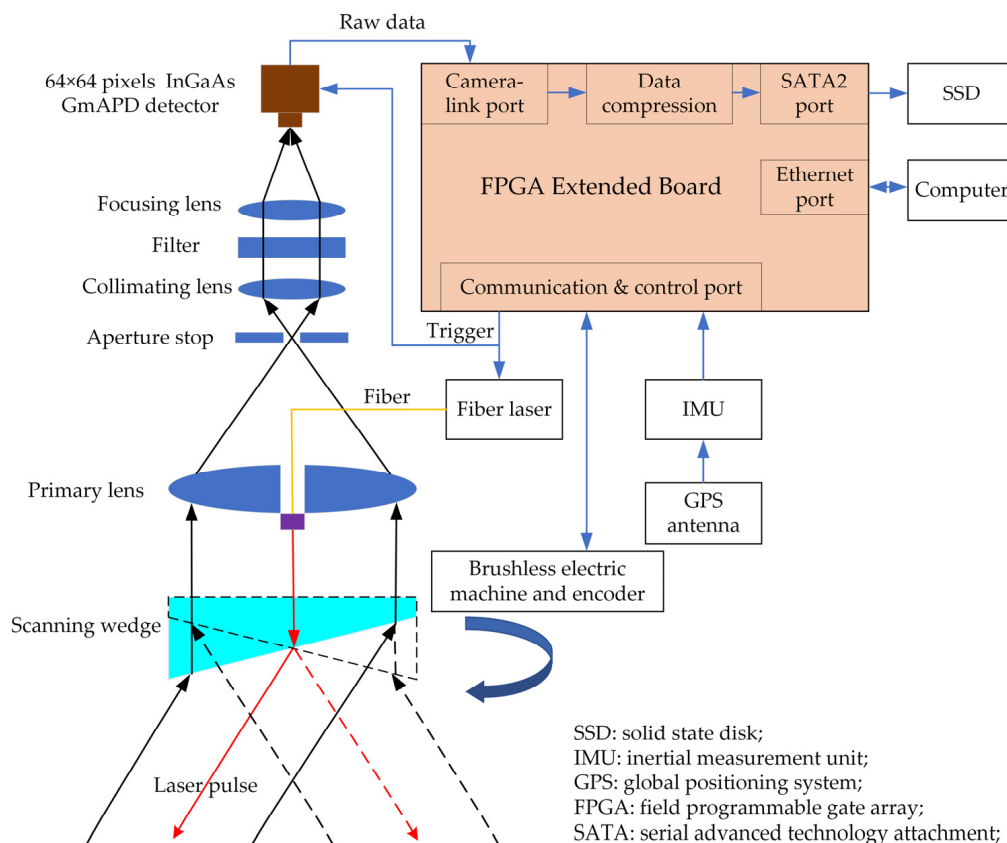 Raw data
64×64 pixels InGaAs
GmAPD detector
Camera-
link port
Data
compression
SATA2
port
SSD
FPGA Extended Board
Ethernet
port
Computer
Focusing lens
Filter
Collimating lens
Communication & control port
Aperture stop
Trigger
Fiber
Fiber laser
IMU
Primary lens
GPS
antenna
Brushless electric
machine and encoder
Scanning wedge
Laser pulse
SSD: solid state disk;
IMU: inertial measurement unit;
GPS: global positioning system;
FPGA: field programmable gate array;
SATA: serial advanced technology attachment;